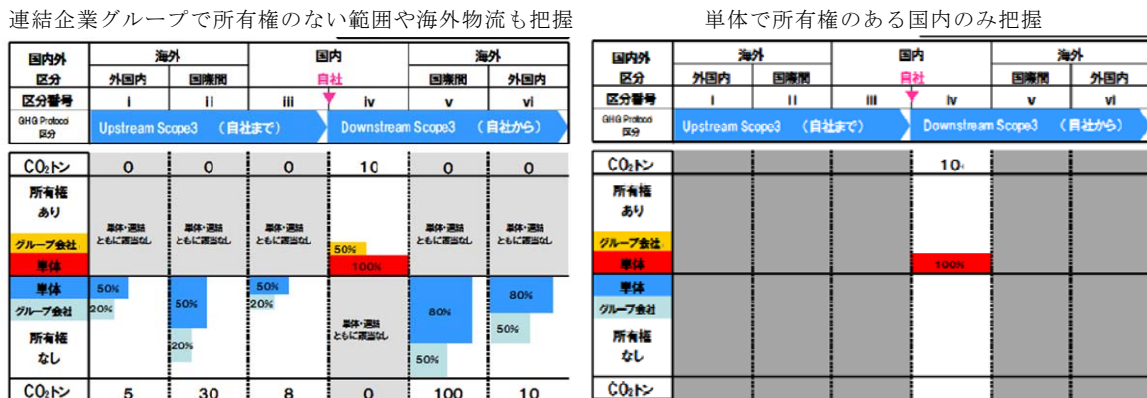 連結企業グループで所有権のない範囲や海外物流も把握
国内外 海外 国内 海外
区分 外国内 国際間 自社 国際間 外国内
区分番号 i ii iii iv v vi
GHG Protocol 区分 Upstream Scope3 （自社まで） Downstream Scope3 （自社から）
CO₂トン 0 0 0 10 0 0
所有権
あり
単体・連結 単体・連結 単体・連結 単体・連結 単体・連結
ともに該当なし ともに該当なし ともに該当なし ともに該当なし ともに該当なし
グループ会社 50%
単体 100%
単体 50% 50% 50% 80% 80%
グループ会社 20% 20% 20% 50% 50%
単体・連結
ともに該当なし
所有権
なし
CO₂トン 5 30 8 0 100 10
単体で所有権のある国内のみ把握
国内外 海外 国内 海外
区分 外国内 国際間 自社 国際間 外国内
区分番号 i ii iii iv v vi
GHG Protocol 区分 Upstream Scope3 （自社まで） Downstream Scope3 （自社から）
CO₂トン 10
所有権
あり
グループ会社
単体 100%
単体
グループ会社
所有権
なし
CO₂トン